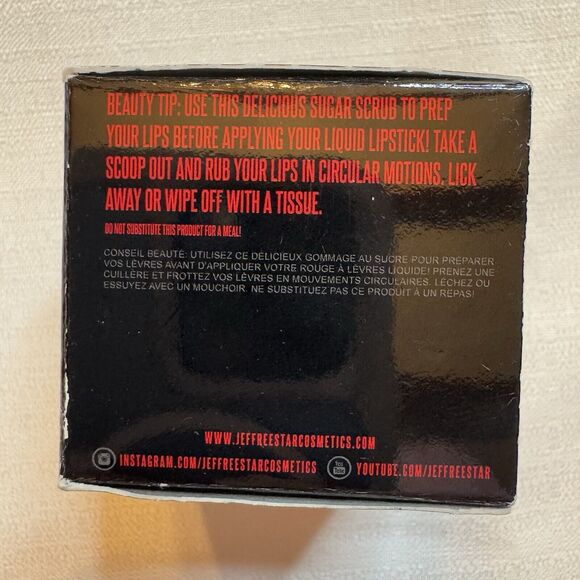 BEAUTY TIP: USE THIS DELICIOUS SUGAR SCRUB TO PREP
YOUR LIPS BEFORE APPLYING YOUR LIQUID LIPSTICK! TAKE A
SCOOP OUT AND RUB YOUR LIPS IN CIRCULAR MOTIONS. LICK
AWAY OR WIPE OFF WITH A TISSUE.
DO NOT SUBSTITUTE THIS PRODUCT FOR A MEAL!
CONSEIL BEAUTÉ: UTILISEZ CE DÉLICIEUX GOMMAGE AU SUCRE POUR PRÉPARER
VOS LÈVRES AVANT D'APPLIQUER VOTRE ROUGE À LÈVRES LIQUIDE! PRENEZ UNE
CUILLÈRE ET FROTTEZ VOS LÈVRES EN MOUVEMENTS CIRCULAIRES. LÉCHEZ OU
ESSUYEZ AVEC UN MOUCHOIR. NE SUBSTITUEZ PAS CE PRODUIT À UN REPAS!
WWW.JEFFREESTARCOSMETICS.COM
INSTAGRAM.COM/JEFFREESTARCOSMETICS You Tube YOUTUBE.COM/JEFFREESTAR